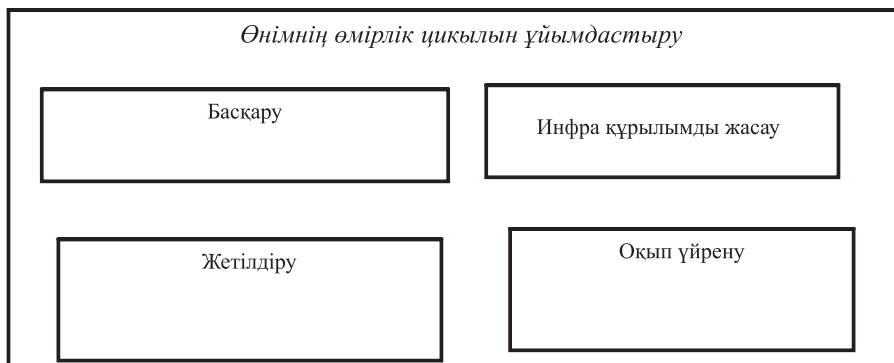 Өнімнің өмірлік цикылын ұйымдастыру
Басқару
Инфра құрылымды жасау
Жетілдіру
Оқып үйрену